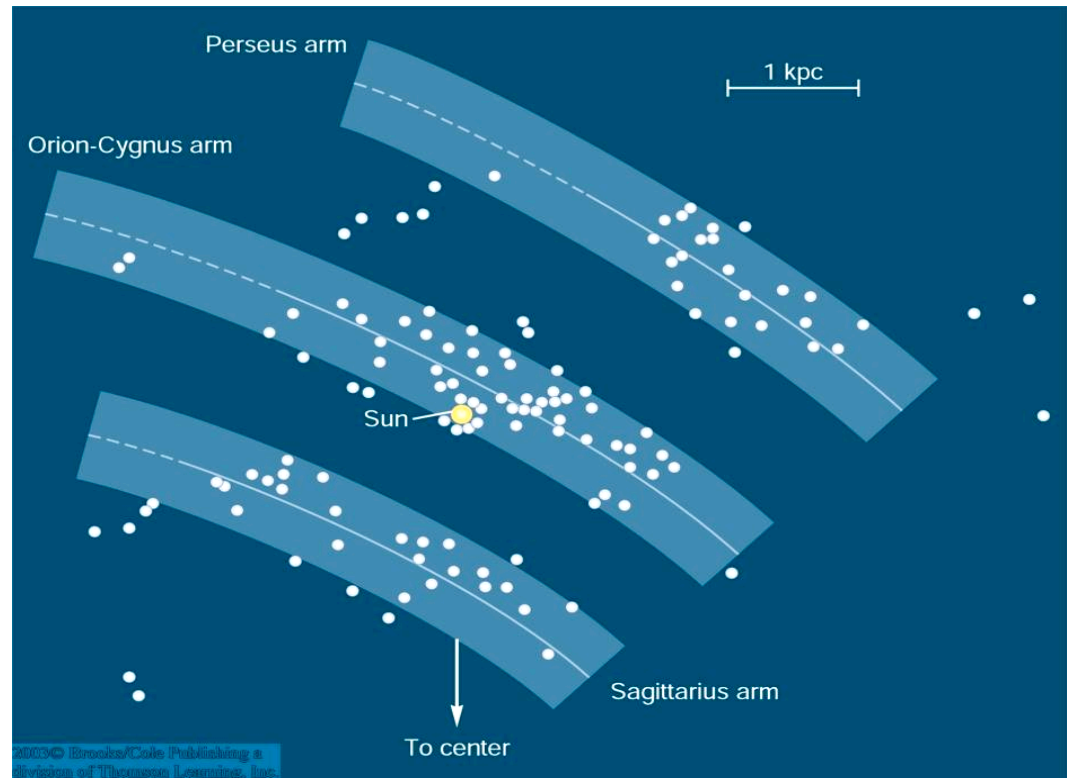 Perseus arm
1 kpc
Orion-Cygnus arm
Sun
Sagittarius arm
To center
2003© Brooks/Cole Publishing a
division of Thomson Learning, Inc.